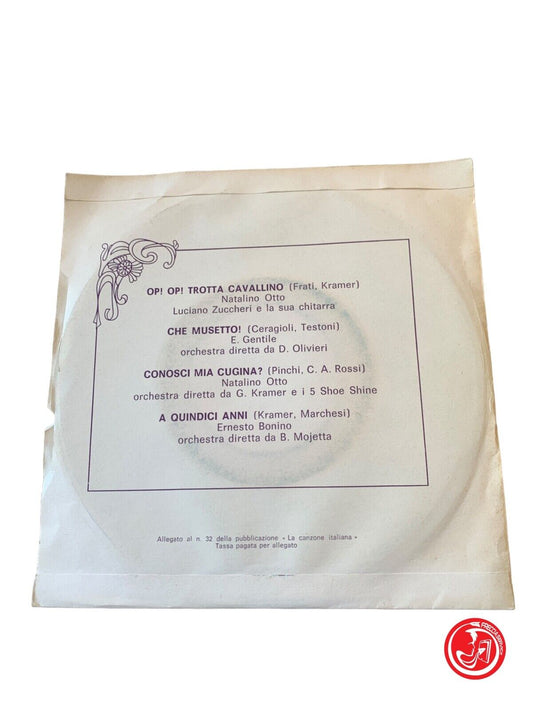 OP! OP! TROTTA CAVALLINO (Frati, Kramer)
Natalino Otto
Luciano Zuccheri e la sua chitarra
CHE MUSETTO! (Ceragioli, Testoni)
E. Gentile
orchestra diretta da D. Olivieri
CONOSCI MIA CUGINA? (Pinchi, C. A. Rossi)
Natalino Otto
orchestra diretta da G. Kramer e i 5 Shoe Shine
A QUINDICI ANNI (Kramer, Marchesi)
Ernesto Bonino
orchestra diretta da B. Mojetta
Allegato al n. 32 della pubblicazione « La canzone italiana »
Tassa pagata per allegato